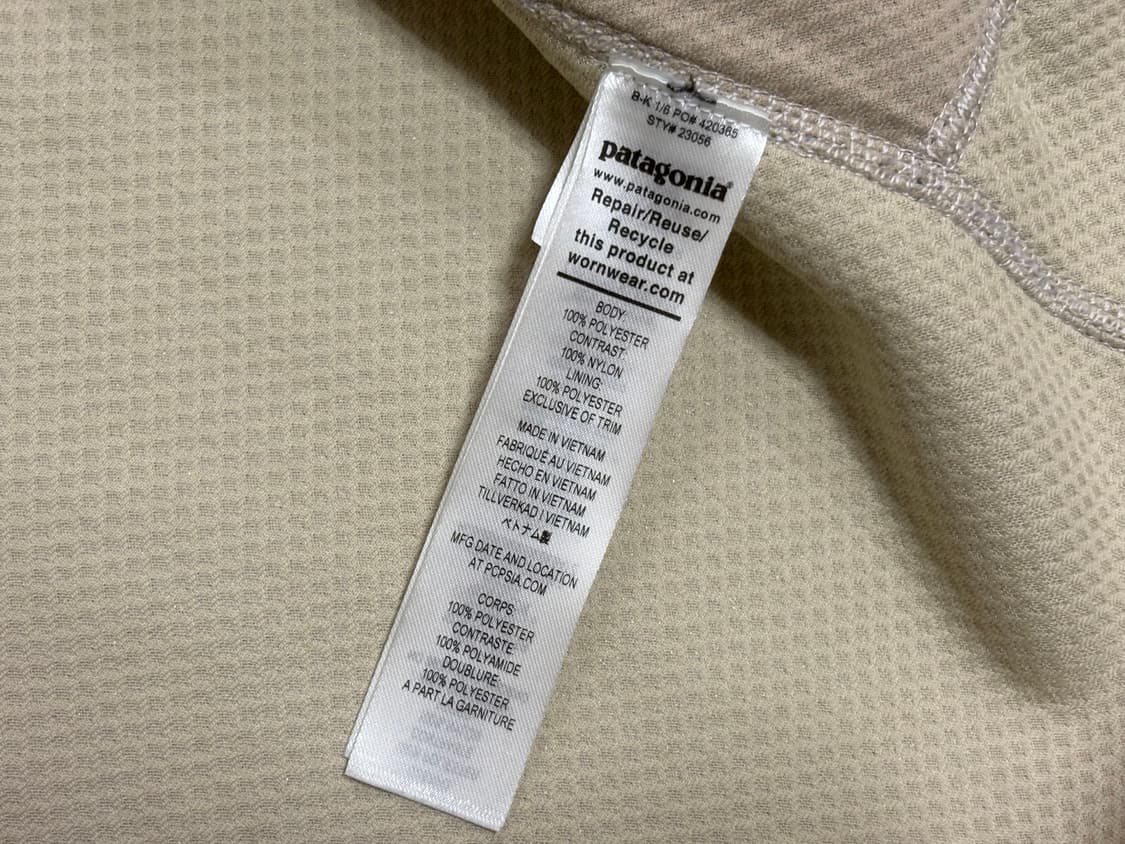 B-K 1/6 PO# 420365
STY# 23056
patagonia®
www.patagonia.com
Repair/Reuse/
Recycle
this product at
wornwear.com
BODY:
100% POLYESTER
CONTRAST:
100% NYLON
LINING:
100% POLYESTER
EXCLUSIVE OF TRIM
MADE IN VIETNAM
FABRIQUÉ AU VIETNAM
HECHO EN VIETNAM
FATTO IN VIETNAM
TILLVERKAD I VIETNAM
ベトナム製
MFG DATE AND LOCATION
AT PCPSIA.COM
CORPS:
100% POLYESTER
CONTRASTE:
100% POLYAMIDE
DOUBLURE:
100% POLYESTER
A PART LA GARNITURE